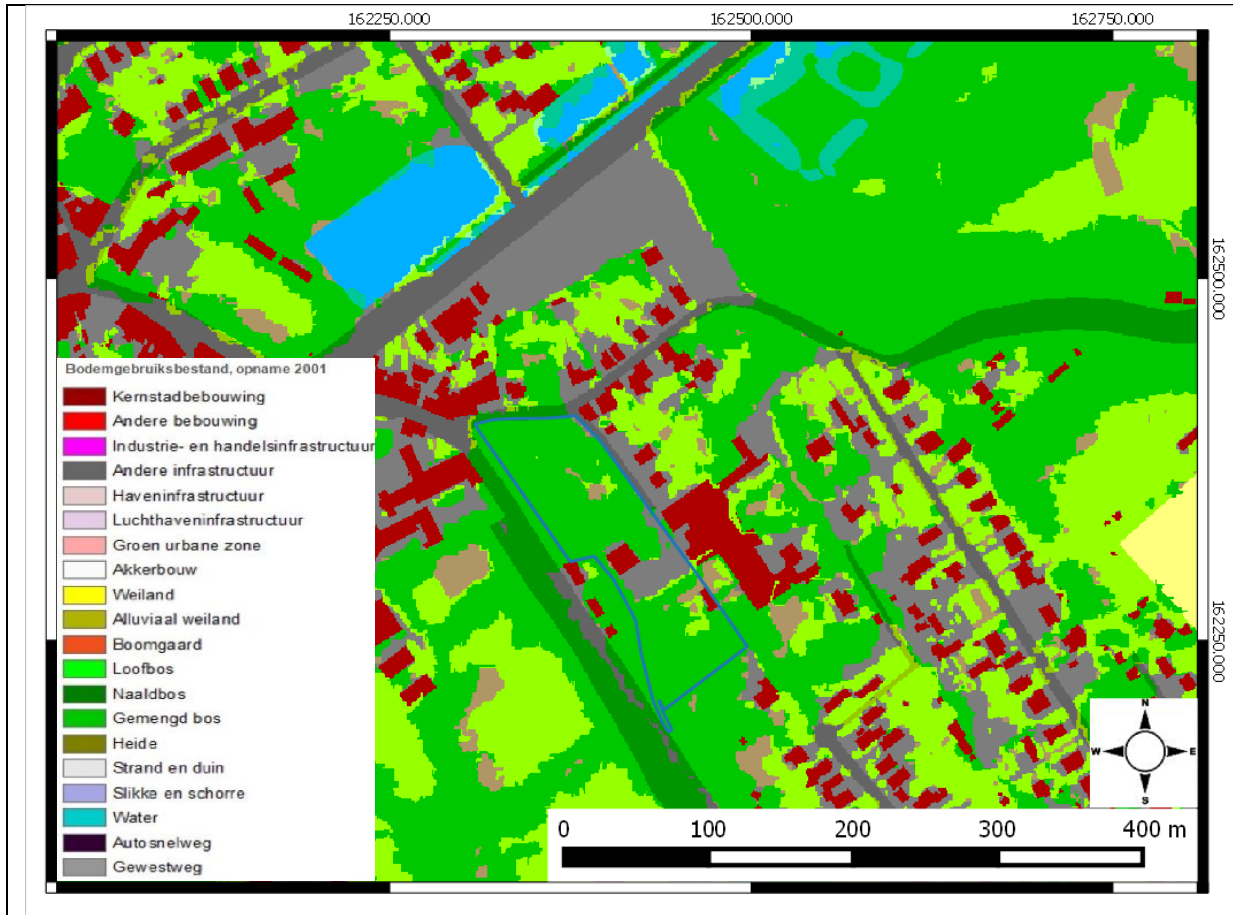 162250.000
162500.000
162750.000
162500.000
162250.000
Bodemgebruiksbestand, opname 2001
Kernstadbebouwing
Andere bebouwing
Industrie- en handelsinfrastructuur
Andere infrastructuur
Haveninfrastructuur
Luchthaveninfrastructuur
Groen urbane zone
Akkerbouw
Weiland
Alluviaal weiland
Boomgaard
Loofbos
Naaldbos
Gemengd bos
Heide
Strand en duin
Slikke en schorre
Water
Autosnelweg
Gewestweg
N
W E
S
0 100 200 300 400 m